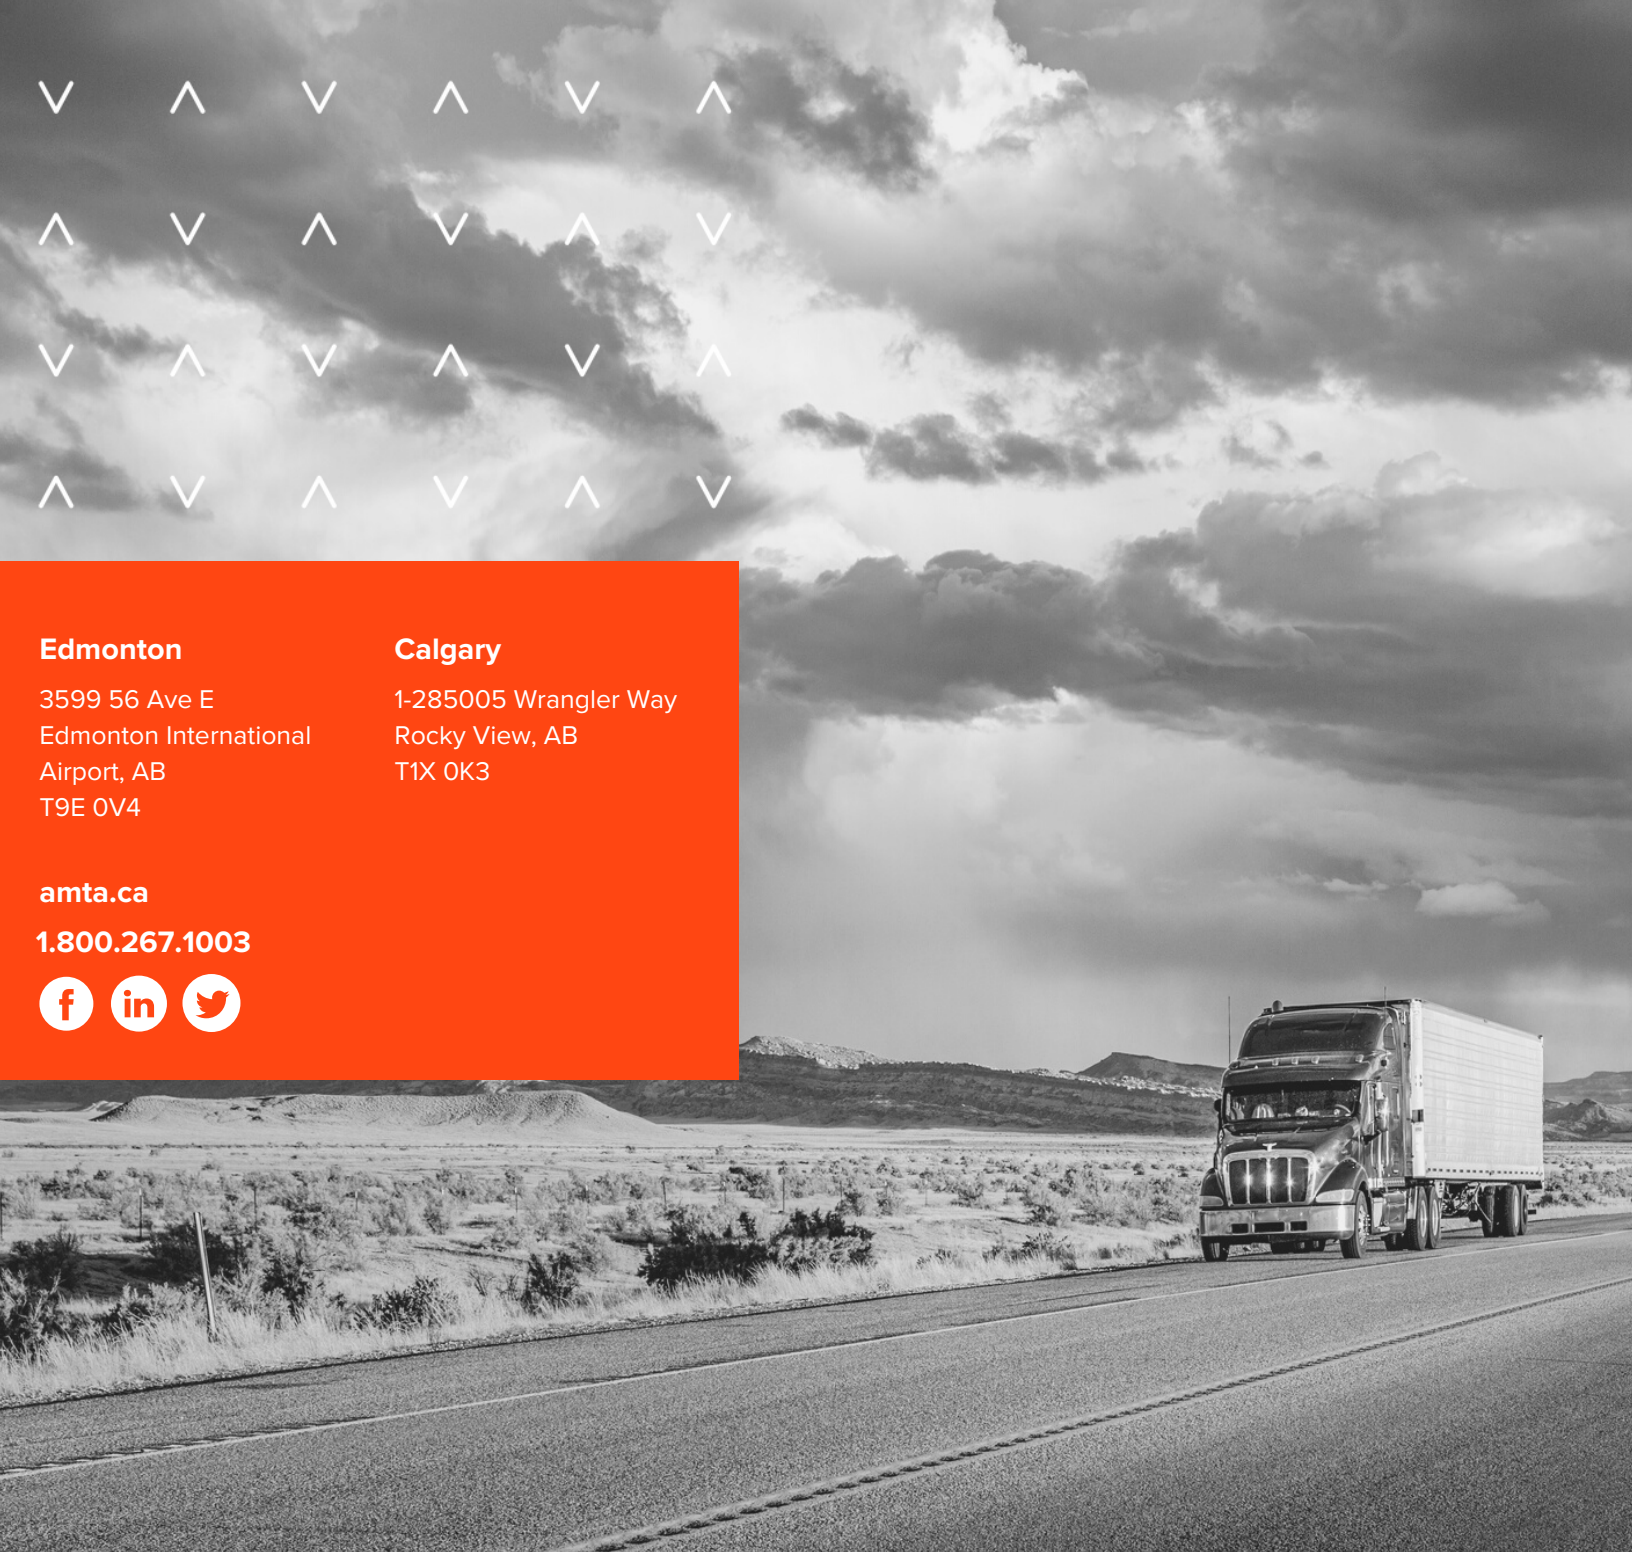 Edmonton
3599 56 Ave E
Edmonton International
Airport, AB
T9E 0V4
Calgary
1-285005 Wrangler Way
Rocky View, AB
T1X 0K3
amta.ca
1.800.267.1003